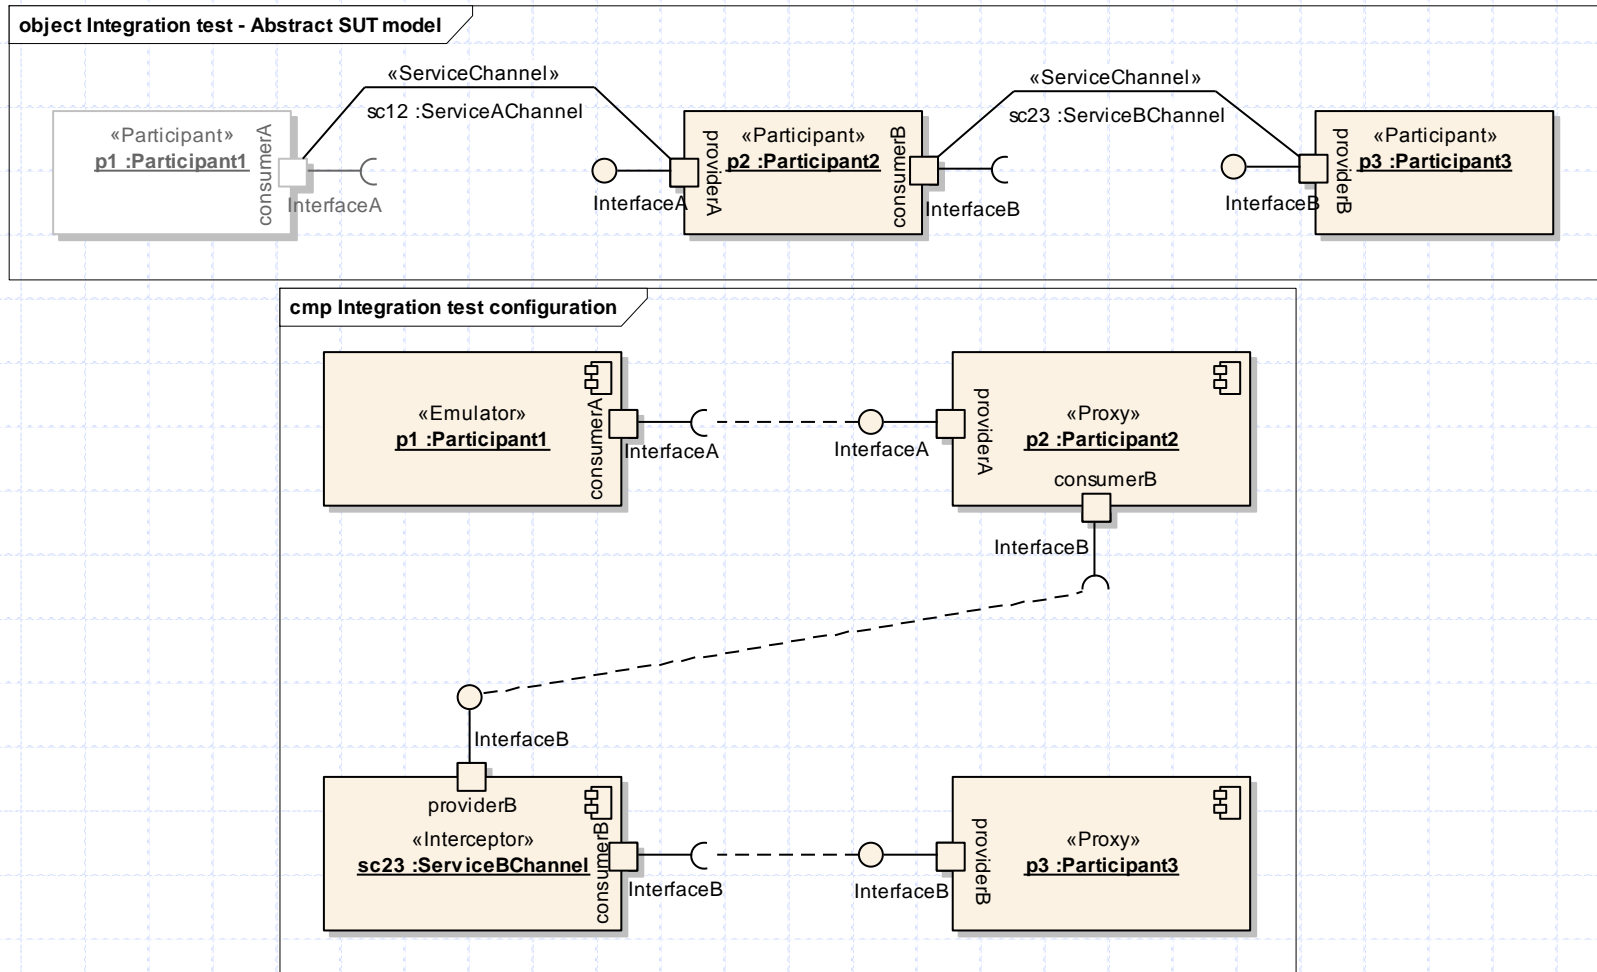 object Integration test - Abstract SUT model
«ServiceChannel»
sc12 :ServiceAChannel
«ServiceChannel»
sc23 :ServiceBChannel
«Participant»
p1 :Participant1
consumerA
InterfaceA
InterfaceA
providerA
«Participant»
p2 :Participant2
consumerB
InterfaceB
InterfaceB
providerB
«Participant»
p3 :Participant3
cmp Integration test configuration
«Emulator»
p1 :Participant1
consumerA
InterfaceA
InterfaceA
providerA
«Proxy»
p2 :Participant2
consumerB
InterfaceB
InterfaceB
providerB
«Interceptor»
sc23 :ServiceBChannel
consumerB
InterfaceB
InterfaceB
providerB
«Proxy»
p3 :Participant3